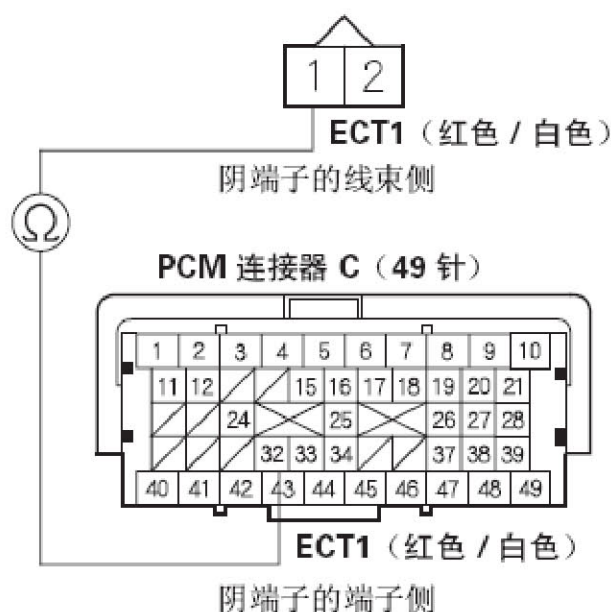 1 2
ECT1（红色 / 白色）
阴端子的线束侧
Ω
PCM 连接器 C（49 针）
1 2 3 4 5 6 7 8 9 10
11 12 15 16 17 18 19 20 21
24 25 26 27 28
32 33 34 37 38 39
40 41 42 43 44 45 46 47 48 49
ECT1（红色 / 白色）
阴端子的端子侧